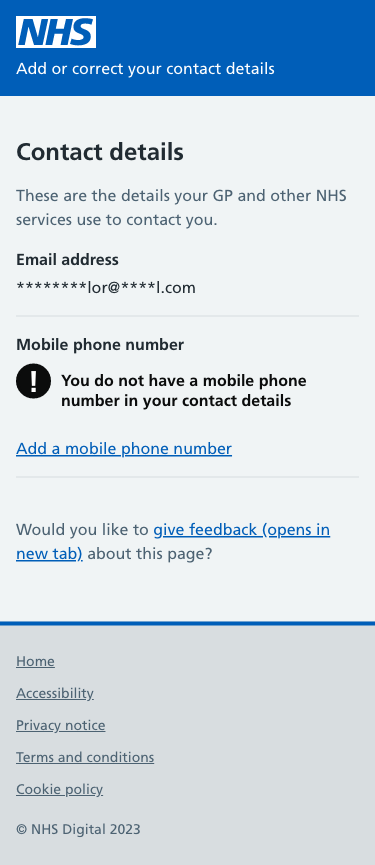 NHS
Add or correct your contact details
Contact details
These are the details your GP and other NHS
services use to contact you.
Email address
********lor@****l.com
Mobile phone number
!
You do not have a mobile phone
number in your contact details
Add a mobile phone number
Would you like to give feedback (opens in
new tab) about this page?
Home
Accessibility
Privacy notice
Terms and conditions
Cookie policy
© NHS Digital 2023